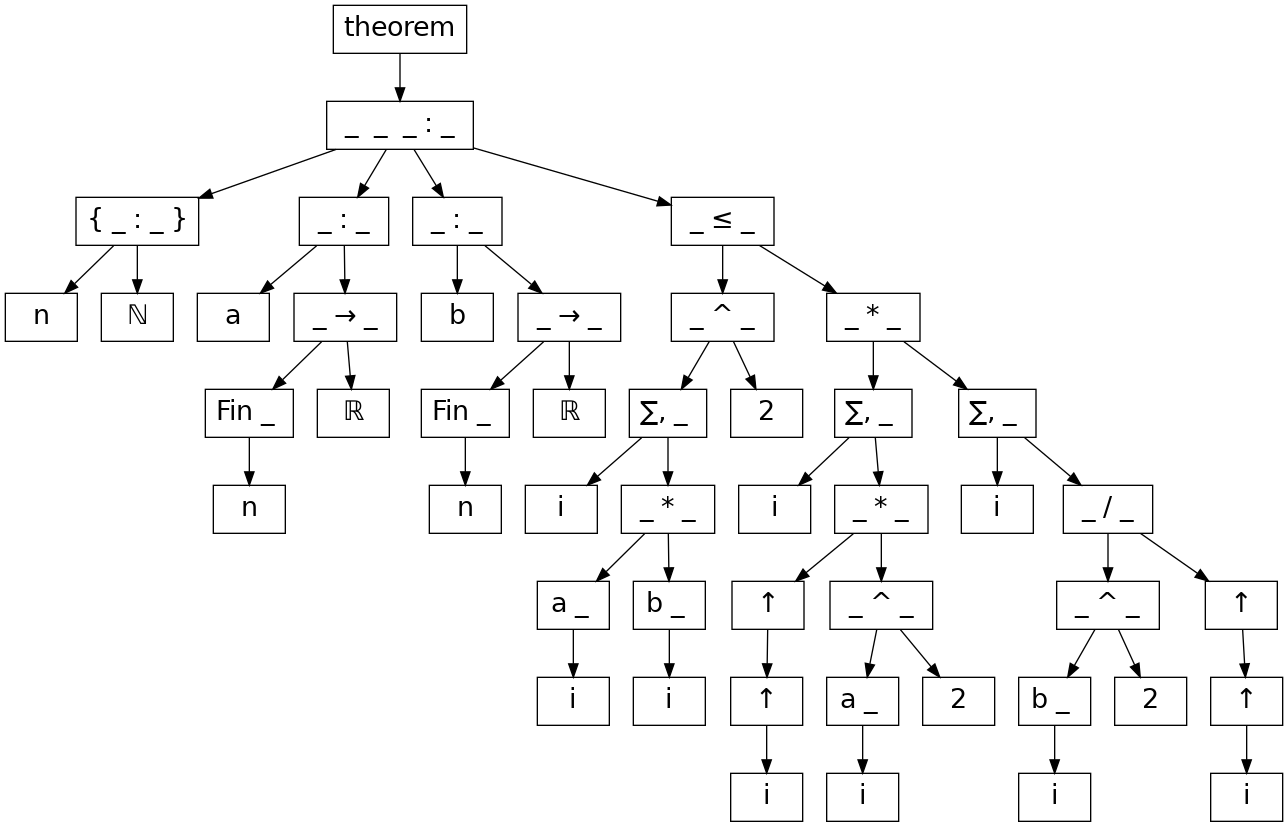 theorem
_ _ _ : _
{ _ : _ } _ : _ _ : _ _ ≤ _
n ℕ a _ → _ b _ → _ _ ^ _ _ * _
Fin _ ℝ Fin _ ℝ ∑, _ 2 ∑, _ ∑, _
n n i _ * _ i _ * _ i _ / _
a _ b _ ↑ _ ^ _ _ ^ _ ↑
i i ↑ a _ 2 b _ 2 ↑
i i i i